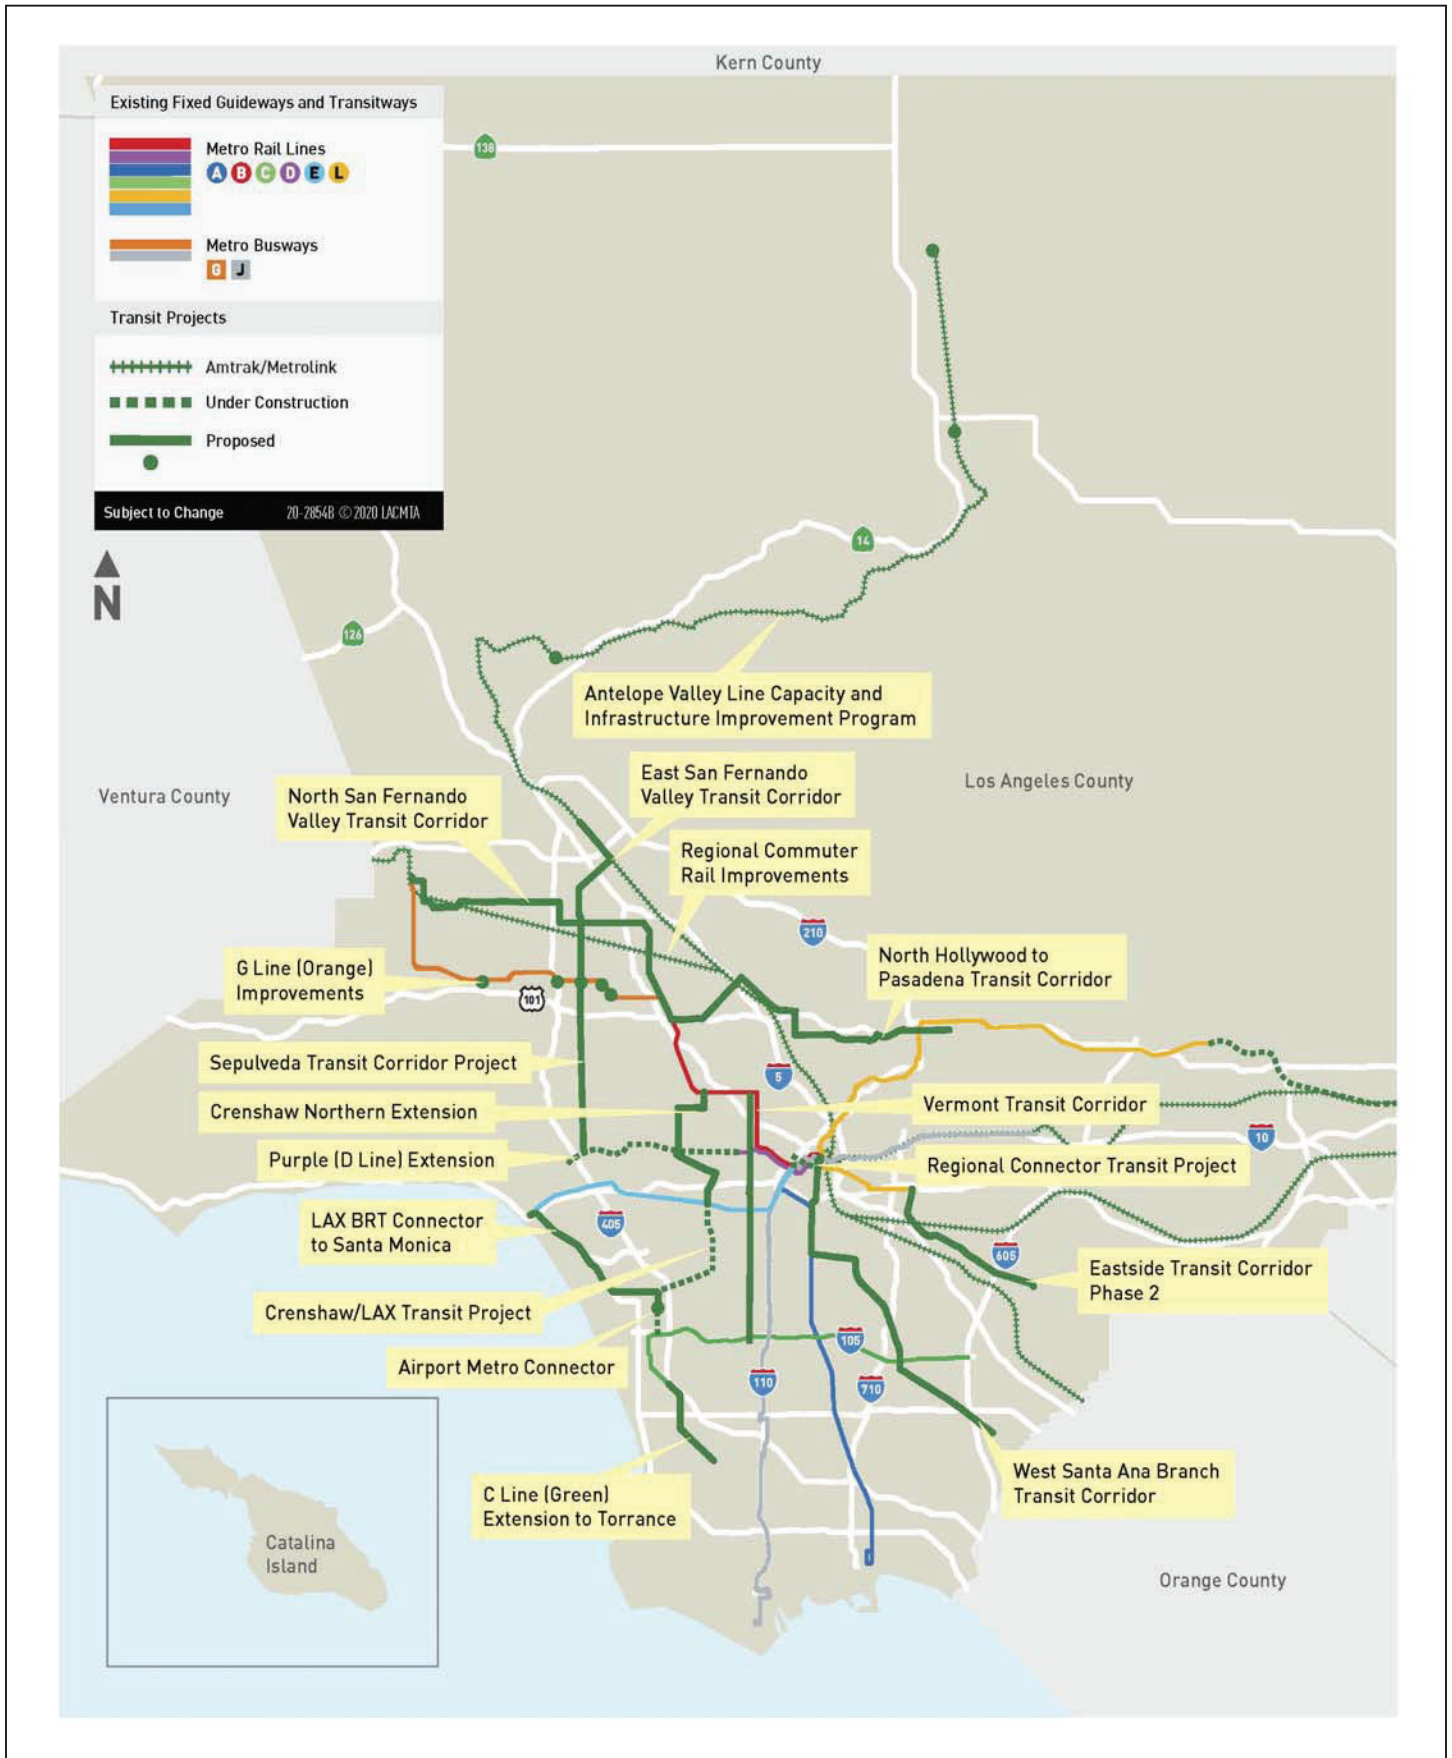 Kern County
Existing Fixed Guideways and Transitways
Metro Rail Lines
A B C D E L
Metro Busways
G J
Transit Projects
Amtrak/Metrolink
Under Construction
Proposed
Subject to Change 20-2854B © 2020 LACMTA
N
138
14
126
Antelope Valley Line Capacity and
Infrastructure Improvement Program
Ventura County
Los Angeles County
East San Fernando
Valley Transit Corridor
North San Fernando
Valley Transit Corridor
Regional Commuter
Rail Improvements
210
North Hollywood to
Pasadena Transit Corridor
G Line (Orange)
Improvements
101
Sepulveda Transit Corridor Project
5
Crenshaw Northern Extension
Vermont Transit Corridor
10
Purple (D Line) Extension
Regional Connector Transit Project
LAX BRT Connector
to Santa Monica
405
605
Eastside Transit Corridor
Phase 2
Crenshaw/LAX Transit Project
105
Airport Metro Connector
110
710
West Santa Ana Branch
Transit Corridor
C Line (Green)
Extension to Torrance
Catalina
Island
Orange County